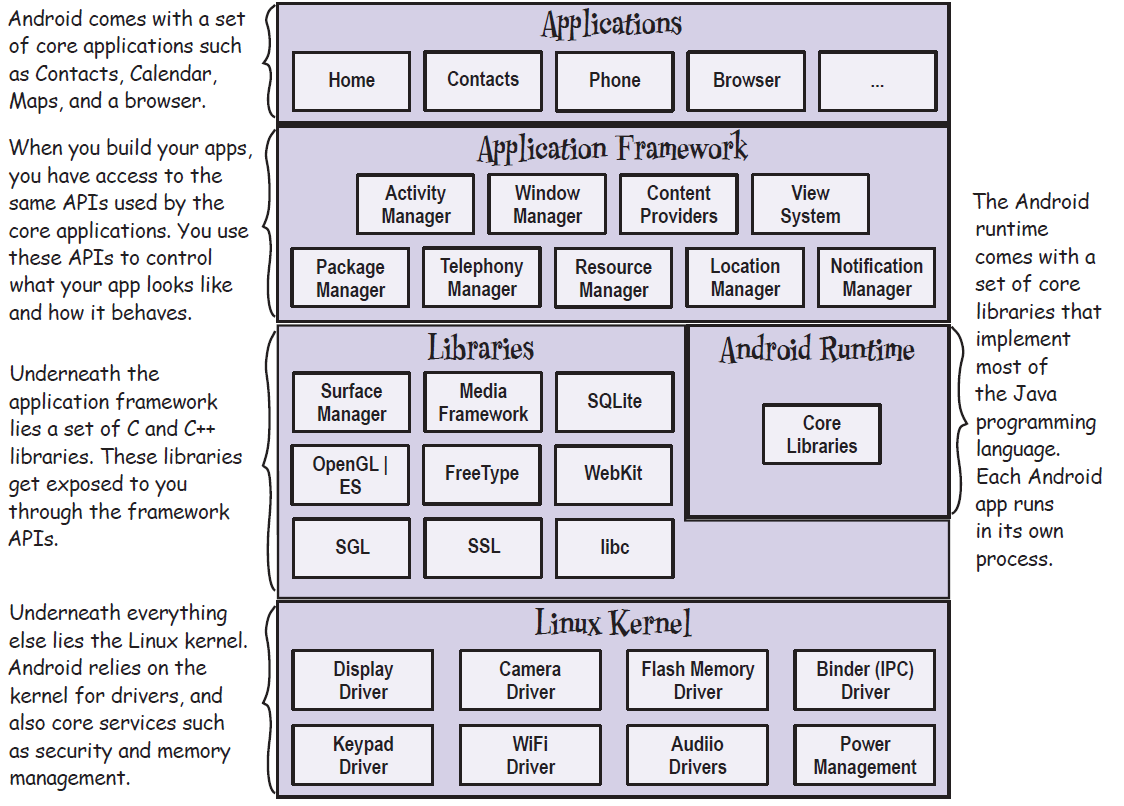 Android comes with a set
of core applications such
as Contacts, Calendar,
Maps, and a browser.
Applications
Home
Contacts
Phone
Browser
...
When you build your apps,
you have access to the
same APIs used by the
core applications. You use
these APIs to control
what your app looks like
and how it behaves.
Application Framework
Activity
Manager
Window
Manager
Content
Providers
View
System
Package
Manager
Telephony
Manager
Resource
Manager
Location
Manager
Notification
Manager
Underneath the
application framework
lies a set of C and C++
libraries. These libraries
get exposed to you
through the framework
APIs.
Libraries
Surface
Manager
Media
Framework
SQLite
OpenGL |
ES
FreeType
WebKit
SGL
SSL
libc
Android Runtime
Core
Libraries
The Android
runtime
comes with a
set of core
libraries that
implement
most of
the Java
programming
language.
Each Android
app runs
in its own
process.
Underneath everything
else lies the Linux kernel.
Android relies on the
kernel for drivers, and
also core services such
as security and memory
management.
Linux Kernel
Display
Driver
Camera
Driver
Flash Memory
Driver
Binder (IPC)
Driver
Keypad
Driver
WiFi
Driver
Audiio
Drivers
Power
Management